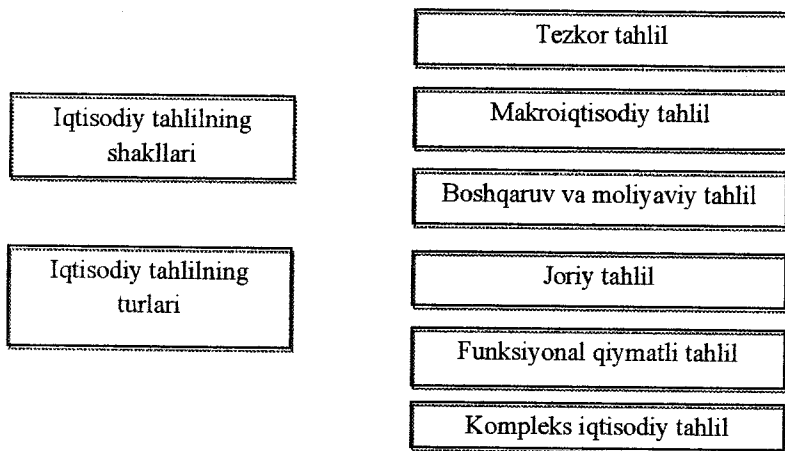 Iqtisodiy tahlilning
shakllari
Iqtisodiy tahlilning
turlari
Tezkor tahlil
Makroiqtisodiy tahlil
Boshqaruv va moliyaviy tahlil
Joriy tahlil
Funksiyonal qiymatli tahlil
Kompleks iqtisodiy tahlil